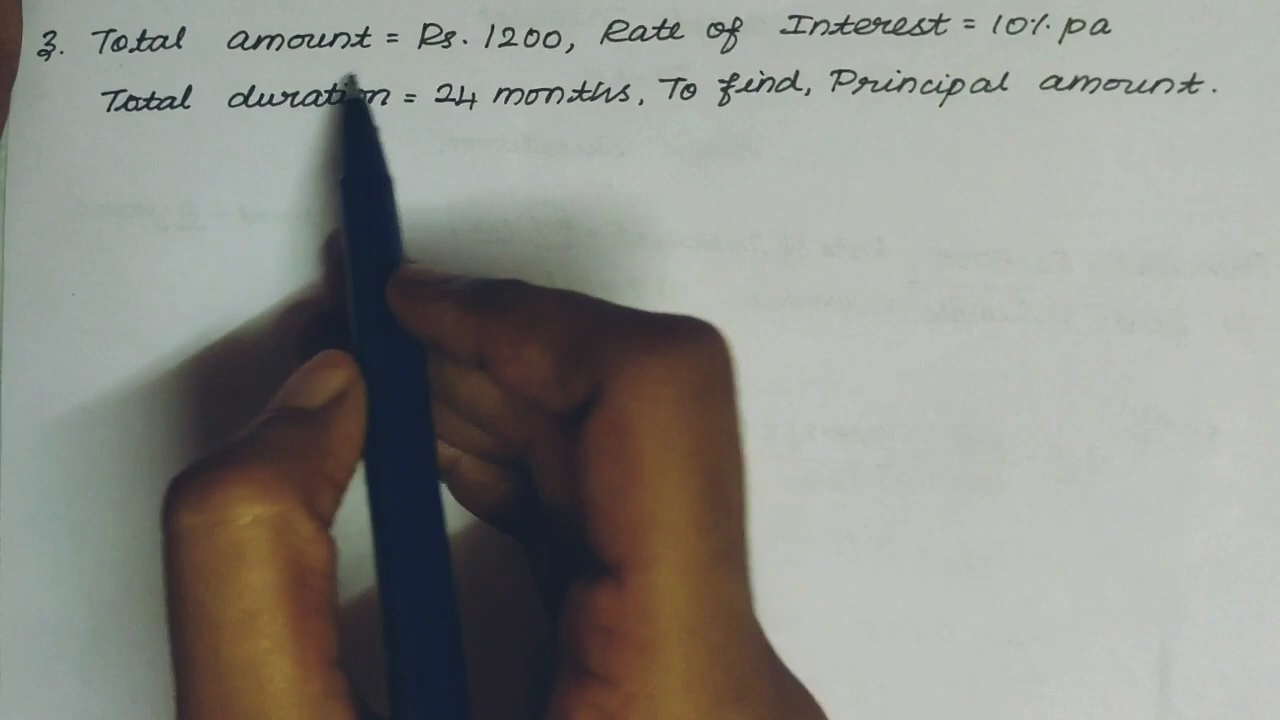 3. Total amount = Rs. 1200, Rate of Interest = 10% pa
Total duration = 24 months, To find, Principal amount.